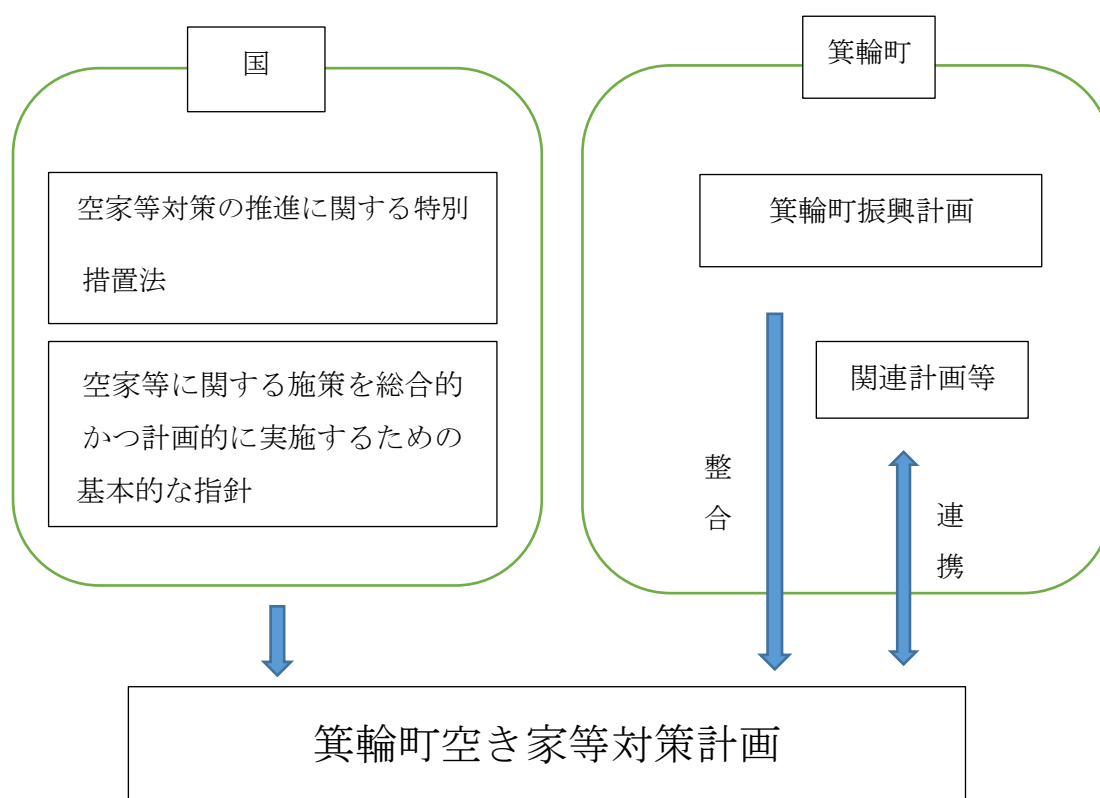 国
空家等対策の推進に関する特別
措置法
空家等に関する施策を総合的
かつ計画的に実施するための
基本的な指針
箕輪町
箕輪町振興計画
関連計画等
整合
連携
箕輪町空き家等対策計画